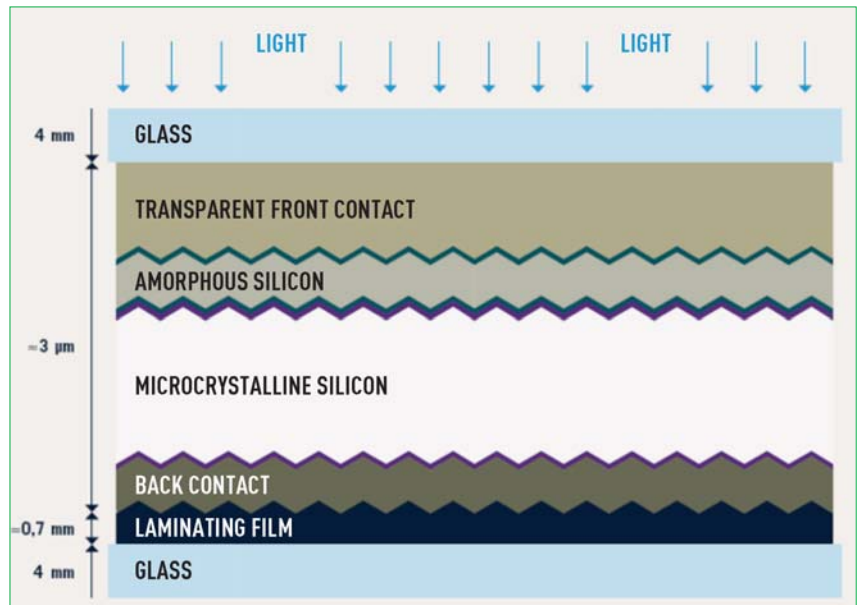 LIGHT LIGHT
4 mm GLASS
TRANSPARENT FRONT CONTACT
AMORPHOUS SILICON
≈3 µm
MICROCRYSTALLINE SILICON
BACK CONTACT
≈0,7 mm LAMINATING FILM
4 mm GLASS